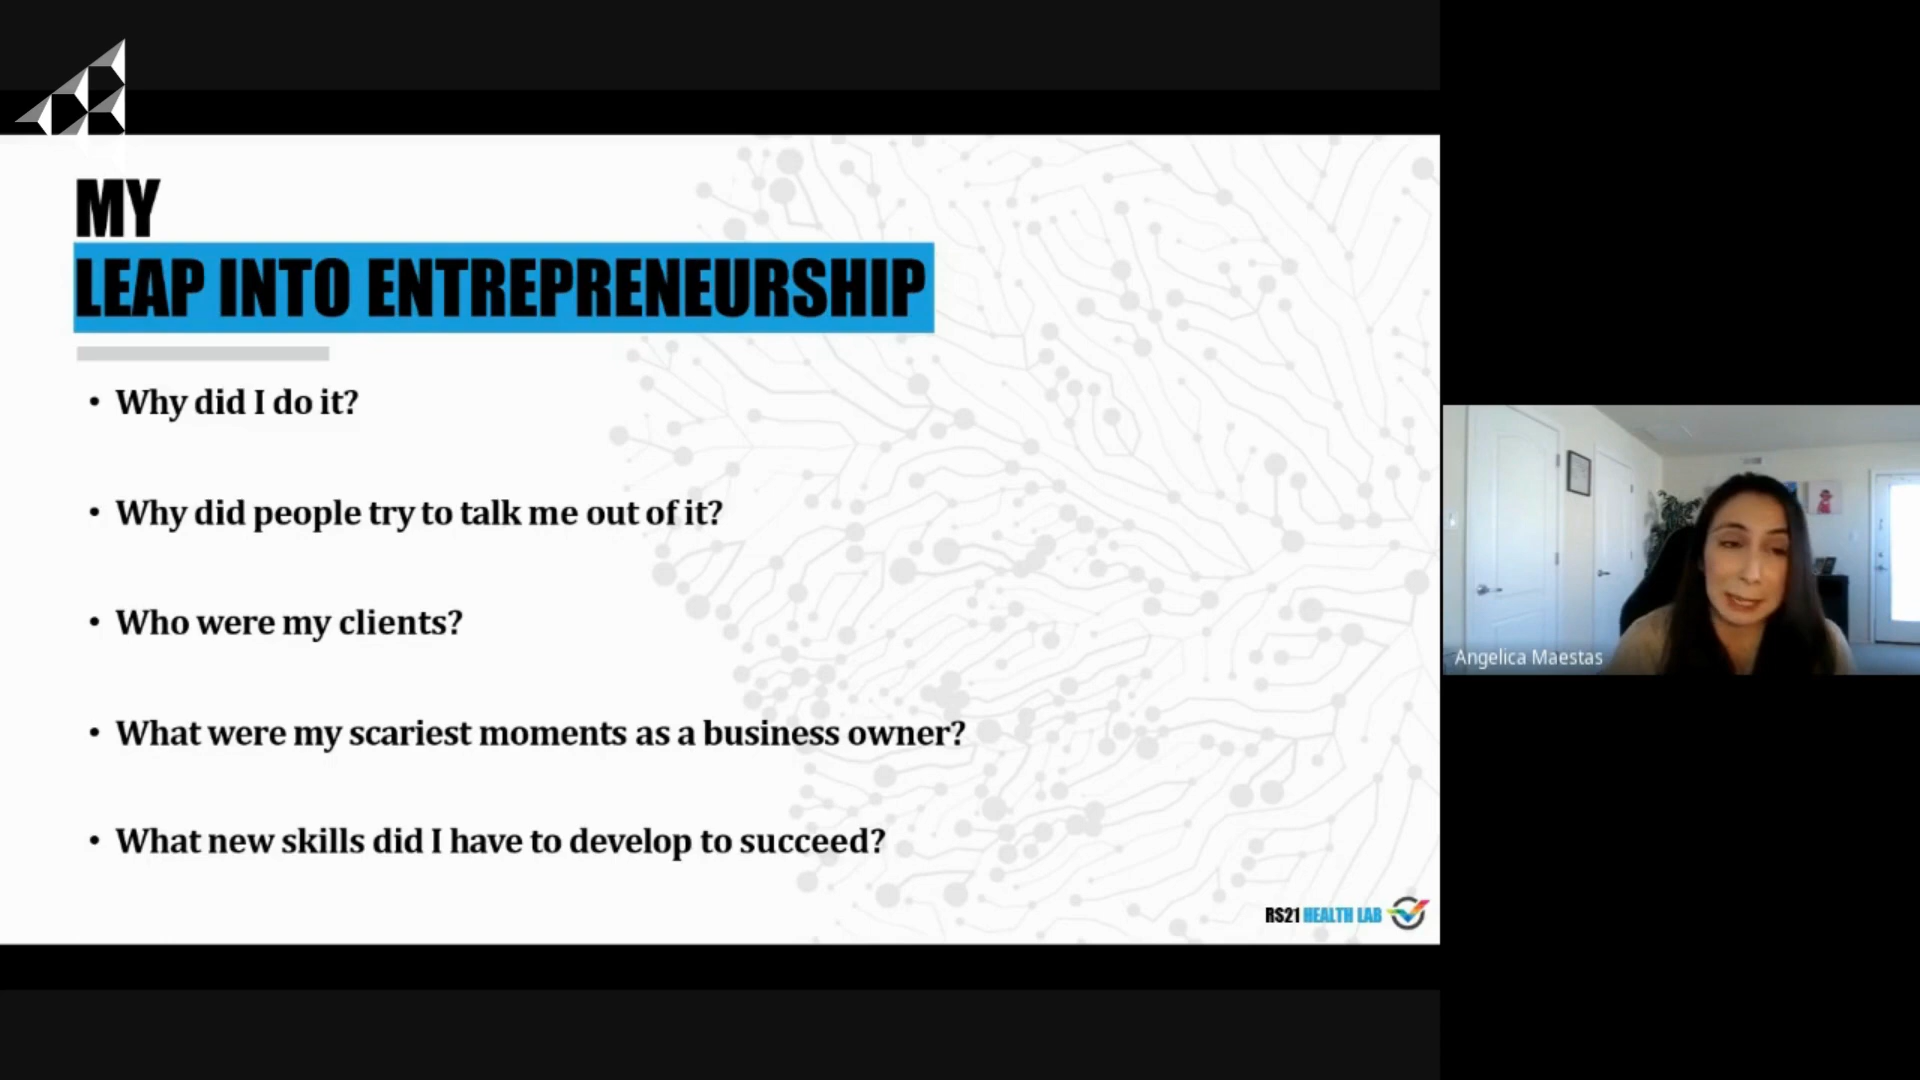 MY
LEAP INTO ENTREPRENEURSHIP
• Why did I do it?
• Why did people try to talk me out of it?
• Who were my clients?
• What were my scariest moments as a business owner?
• What new skills did I have to develop to succeed?
RS21 HEALTH LAB
Angelica Maestas